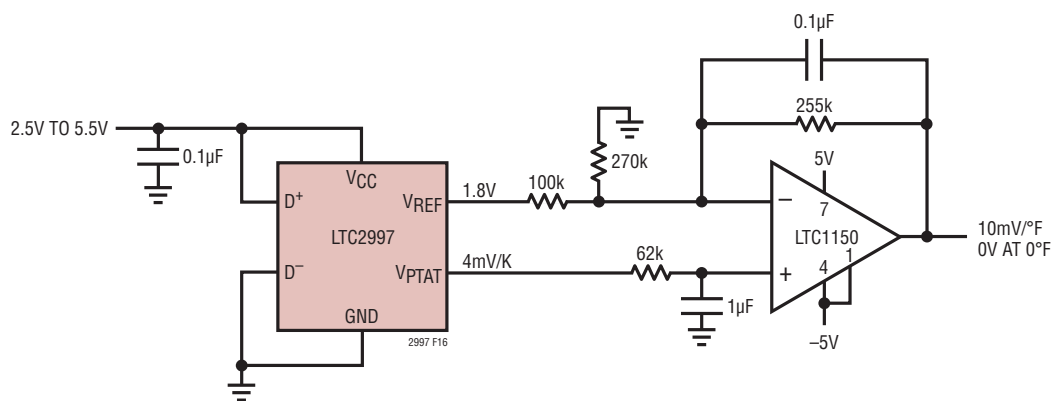 0.1µF
255k
2.5V TO 5.5V
0.1µF
270k
5V
VCC
1.8V
100k
D+
VREF
–
7
LTC2997
LTC1150
10mV/°F
0V AT 0°F
D–
VPTAT
4mV/K
62k
+
4
1
1µF
GND
–5V
2997 F16